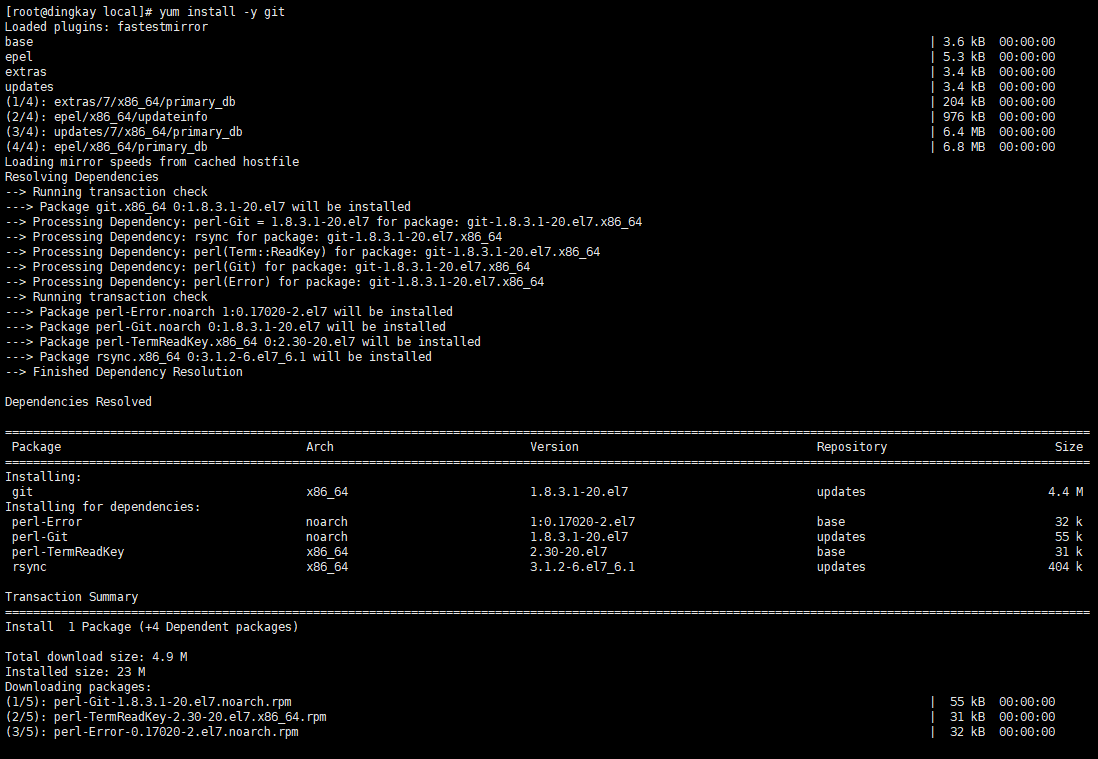 [root@dingkay local]# yum install -y git
Loaded plugins: fastestmirror
base | 3.6 kB 00:00:00
epel | 5.3 kB 00:00:00
extras | 3.4 kB 00:00:00
updates | 3.4 kB 00:00:00
(1/4): extras/7/x86_64/primary_db | 204 kB 00:00:00
(2/4): epel/x86_64/updateinfo | 976 kB 00:00:00
(3/4): updates/7/x86_64/primary_db | 6.4 MB 00:00:00
(4/4): epel/x86_64/primary_db | 6.8 MB 00:00:00
Loading mirror speeds from cached hostfile
Resolving Dependencies
--> Running transaction check
---> Package git.x86_64 0:1.8.3.1-20.el7 will be installed
--> Processing Dependency: perl-Git = 1.8.3.1-20.el7 for package: git-1.8.3.1-20.el7.x86_64
--> Processing Dependency: rsync for package: git-1.8.3.1-20.el7.x86_64
--> Processing Dependency: perl(Term::ReadKey) for package: git-1.8.3.1-20.el7.x86_64
--> Processing Dependency: perl(Git) for package: git-1.8.3.1-20.el7.x86_64
--> Processing Dependency: perl(Error) for package: git-1.8.3.1-20.el7.x86_64
--> Running transaction check
---> Package perl-Error.noarch 1:0.17020-2.el7 will be installed
---> Package perl-Git.noarch 0:1.8.3.1-20.el7 will be installed
---> Package perl-TermReadKey.x86_64 0:2.30-20.el7 will be installed
---> Package rsync.x86_64 0:3.1.2-6.el7_6.1 will be installed
--> Finished Dependency Resolution
Dependencies Resolved
Package Arch Version Repository Size
Installing:
git x86_64 1.8.3.1-20.el7 updates 4.4 M
Installing for dependencies:
perl-Error noarch 1:0.17020-2.el7 base 32 k
perl-Git noarch 1.8.3.1-20.el7 updates 55 k
perl-TermReadKey x86_64 2.30-20.el7 base 31 k
rsync x86_64 3.1.2-6.el7_6.1 updates 404 k
Transaction Summary
Install 1 Package (+4 Dependent packages)
Total download size: 4.9 M
Installed size: 23 M
Downloading packages:
(1/5): perl-Git-1.8.3.1-20.el7.noarch.rpm | 55 kB 00:00:00
(2/5): perl-TermReadKey-2.30-20.el7.x86_64.rpm | 31 kB 00:00:00
(3/5): perl-Error-0.17020-2.el7.noarch.rpm | 32 kB 00:00:00